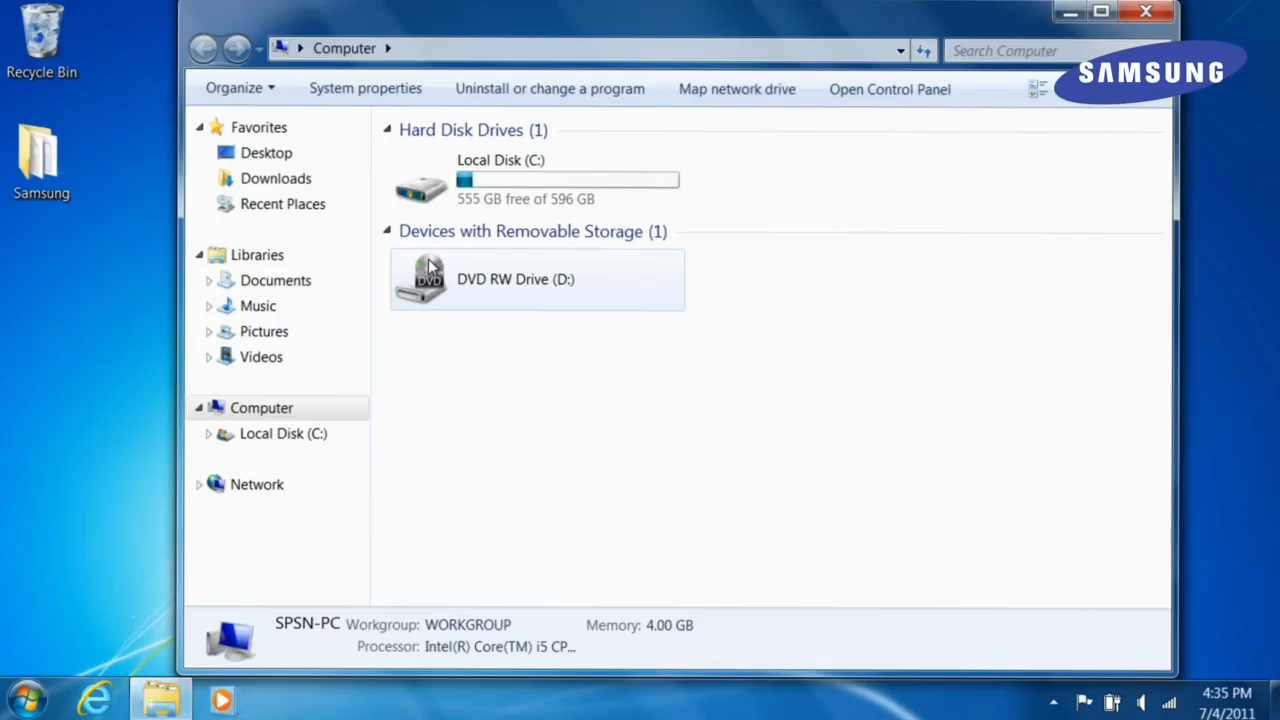 Recycle Bin
Samsung
Computer
Search Computer
SAMSUNG
Organize
System properties
Uninstall or change a program
Map network drive
Open Control Panel
Favorites
Desktop
Downloads
Recent Places
Libraries
Documents
Music
Pictures
Videos
Computer
Local Disk (C:)
Network
Hard Disk Drives (1)
Local Disk (C:)
555 GB free of 596 GB
Devices with Removable Storage (1)
DVD
DVD RW Drive (D:)
SPSN-PC Workgroup: WORKGROUP Memory: 4.00 GB
Processor: Intel(R) Core(TM) i5 CP...
4:35 PM
7/4/2011